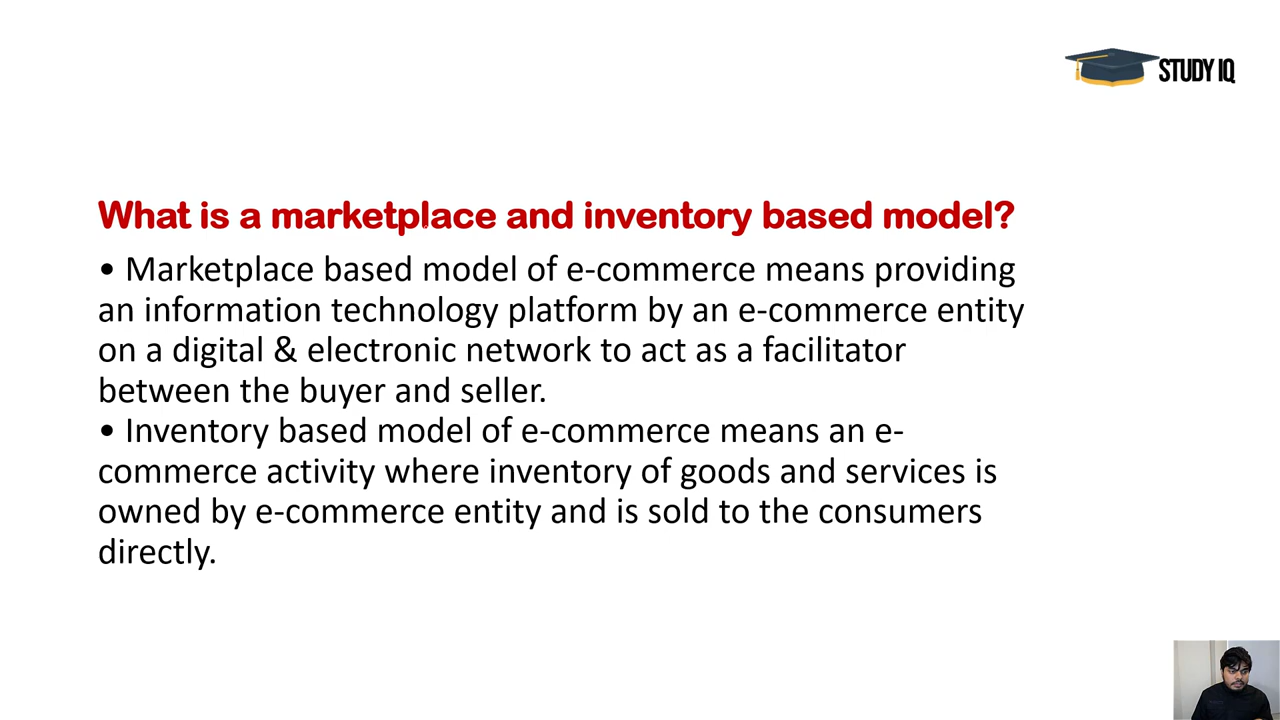 STUDY IQ
What is a marketplace and inventory based model?
• Marketplace based model of e-commerce means providing
an information technology platform by an e-commerce entity
on a digital & electronic network to act as a facilitator
between the buyer and seller.
• Inventory based model of e-commerce means an e-
commerce activity where inventory of goods and services is
owned by e-commerce entity and is sold to the consumers
directly.